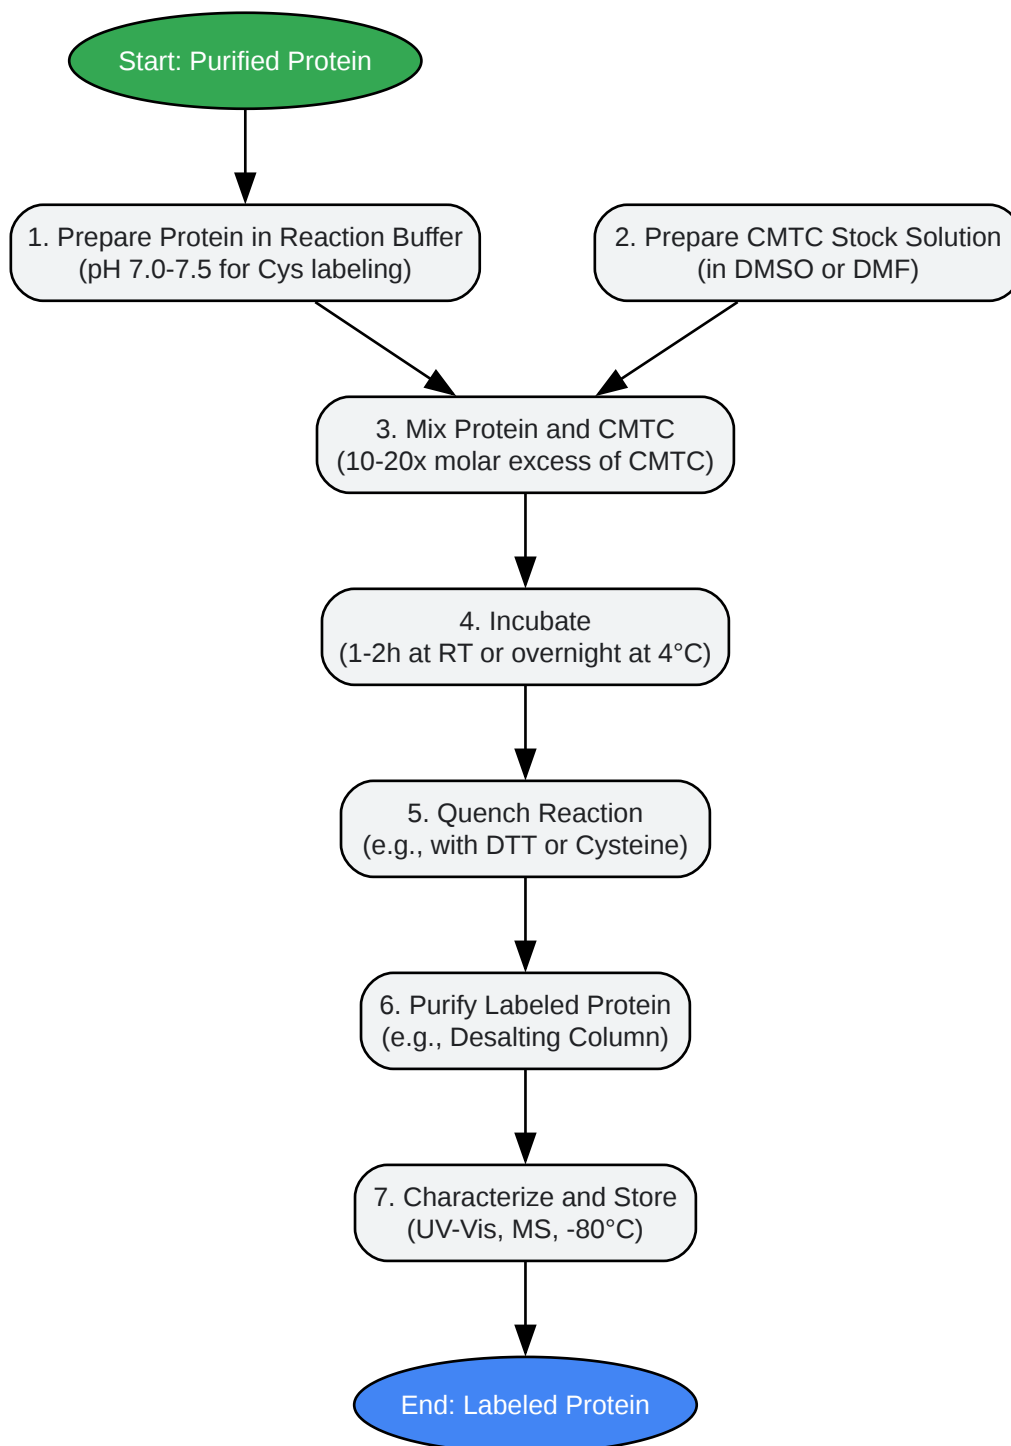 Start: Purified Protein
1. Prepare Protein in Reaction Buffer
(pH 7.0-7.5 for Cys labeling)
2. Prepare CMTC Stock Solution
(in DMSO or DMF)
3. Mix Protein and CMTC
(10-20x molar excess of CMTC)
4. Incubate
(1-2h at RT or overnight at 4°C)
5. Quench Reaction
(e.g., with DTT or Cysteine)
6. Purify Labeled Protein
(e.g., Desalting Column)
7. Characterize and Store
(UV-Vis, MS, -80°C)
End: Labeled Protein